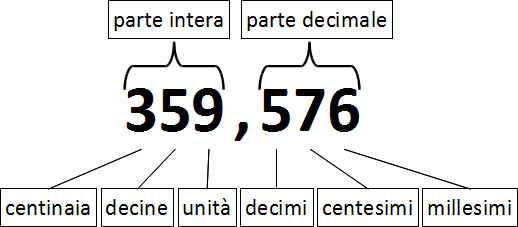 parte intera parte decimale
359,576
centinaia decine unità decimi centesimi millesimi